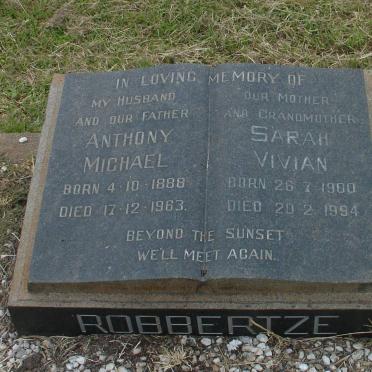 IN LOVING MEMORY OF
MY HUSBAND
AND OUR FATHER
ANTHONY
MICHAEL
BORN 4-10-1888
DIED 17-12-1963.
OUR MOTHER
AND GRANDMOTHER
SARAH
VIVIAN
BORN 26-7-1900
DIED 20-2-1994
BEYOND THE SUNSET
WE'LL MEET AGAIN.
ROBBERTZE